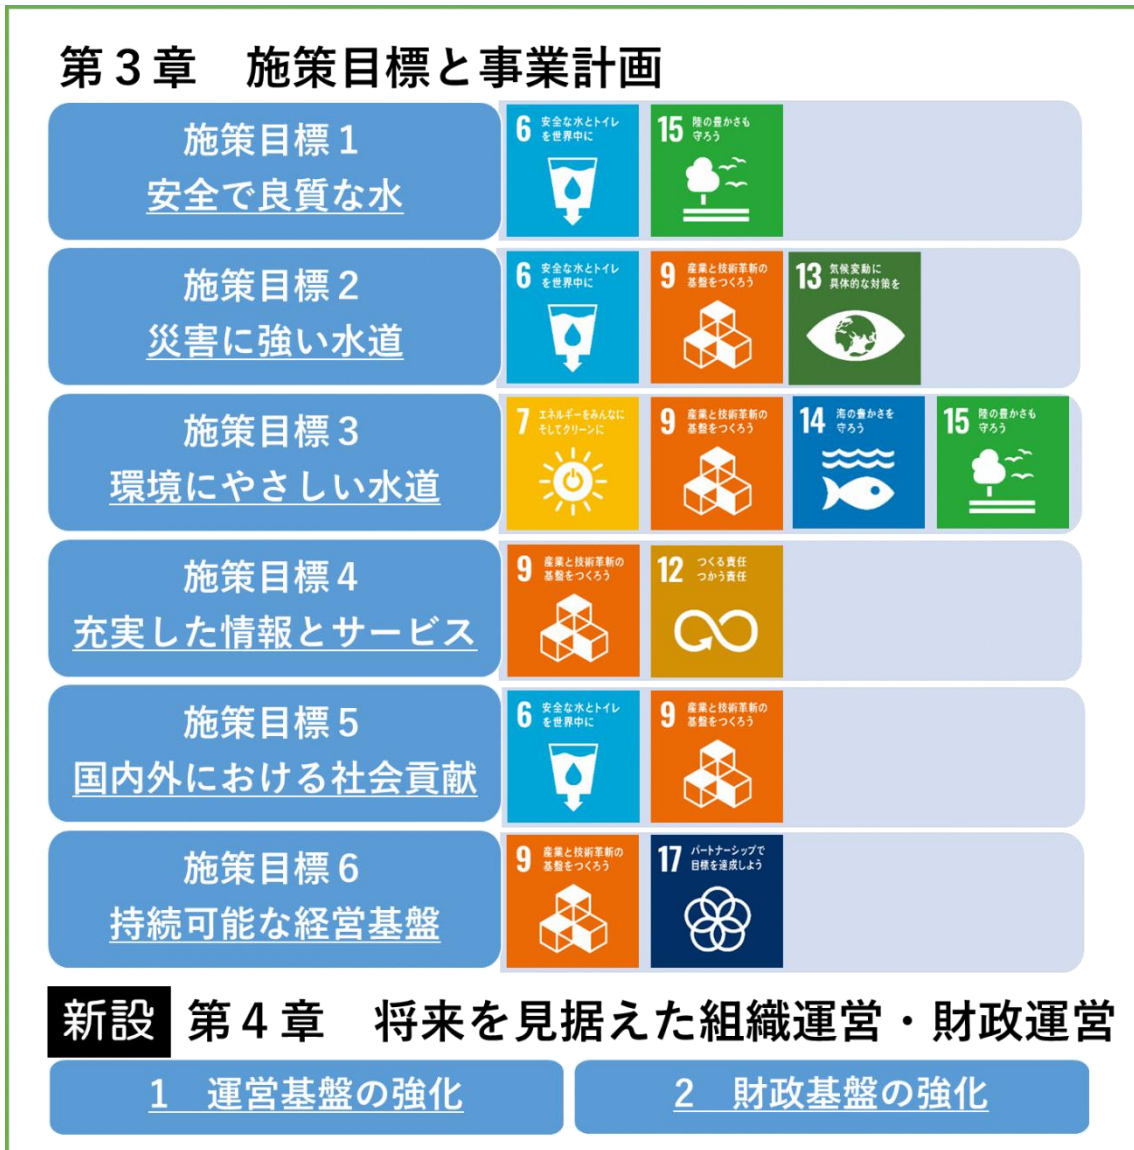 第３章　施策目標と事業計画
施策目標１
安全で良質な水
6 安全な水とトイレ
を世界中に
15 陸の豊かさも
守ろう
施策目標２
災害に強い水道
6 安全な水とトイレ
を世界中に
9 産業と技術革新の
基盤をつくろう
13 気候変動に
具体的な対策を
施策目標３
環境にやさしい水道
7 エネルギーをみんなに
そしてクリーンに
9 産業と技術革新の
基盤をつくろう
14 海の豊かさを
守ろう
15 陸の豊かさも
守ろう
施策目標４
充実した情報とサービス
9 産業と技術革新の
基盤をつくろう
12 つくる責任
つかう責任
施策目標５
国内外における社会貢献
6 安全な水とトイレ
を世界中に
9 産業と技術革新の
基盤をつくろう
施策目標６
持続可能な経営基盤
9 産業と技術革新の
基盤をつくろう
17 パートナーシップで
目標を達成しよう
新設 第４章　将来を見据えた組織運営・財政運営
１　運営基盤の強化
２　財政基盤の強化